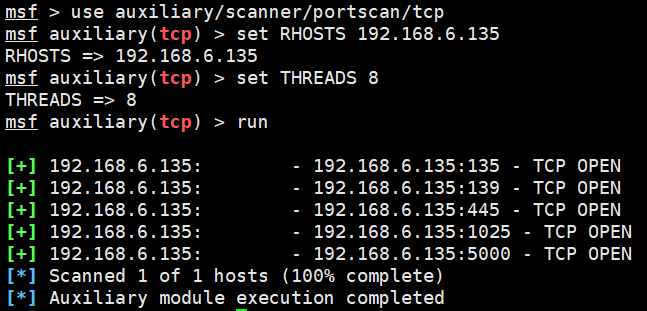 msf > use auxiliary/scanner/portscan/tcp
msf auxiliary(tcp) > set RHOSTS 192.168.6.135
RHOSTS => 192.168.6.135
msf auxiliary(tcp) > set THREADS 8
THREADS => 8
msf auxiliary(tcp) > run
[+] 192.168.6.135:        - 192.168.6.135:135 - TCP OPEN
[+] 192.168.6.135:        - 192.168.6.135:139 - TCP OPEN
[+] 192.168.6.135:        - 192.168.6.135:445 - TCP OPEN
[+] 192.168.6.135:        - 192.168.6.135:1025 - TCP OPEN
[+] 192.168.6.135:        - 192.168.6.135:5000 - TCP OPEN
[*] Scanned 1 of 1 hosts (100% complete)
[*] Auxiliary module execution completed